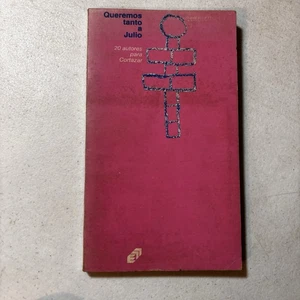 Queremos
tanto
a
Julio
20 autores
para
Cortázar